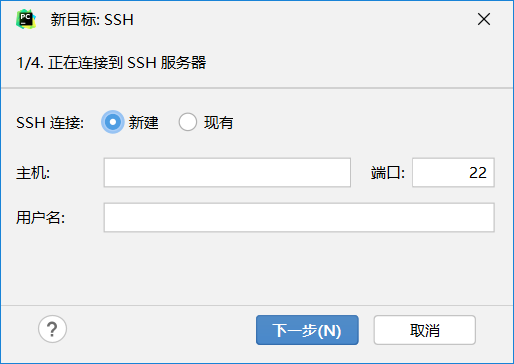 PC
新目标: SSH
1/4. 正在连接到 SSH 服务器
SSH 连接: 新建 现有
主机: 端口: 22
用户名:
? 下一步(N) 取消